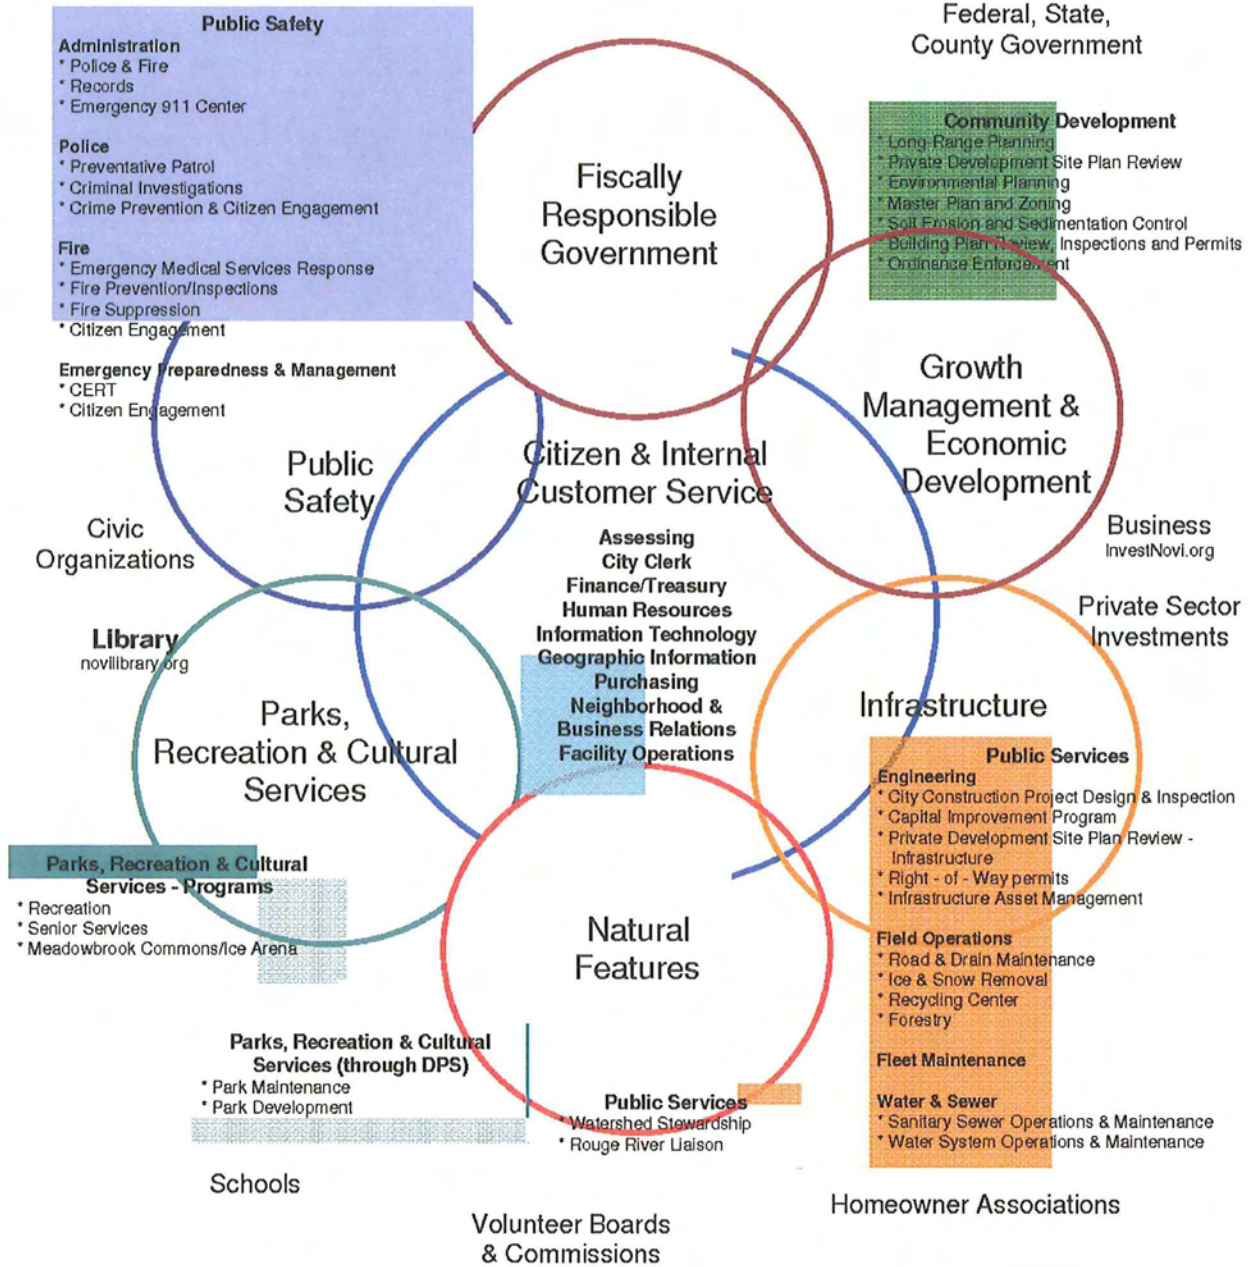 Public Safety
Administration
* Police & Fire
* Records
* Emergency 911 Center
Police
* Preventative Patrol
* Criminal Investigations
* Crime Prevention & Citizen Engagement
Fire
* Emergency Medical Services Response
* Fire Prevention/Inspections
* Fire Suppression
* Citizen Engagement
Emergency Preparedness & Management
* CERT
* Citizen Engagement
Federal, State,
County Government
Community Development
* Long-Range Planning
* Private Development Site Plan Review
* Environmental Planning
* Master Plan and Zoning
* Soil Erosion and Sedimentation Control
* Building Plan Review, Inspections and Permits
* Ordinance Enforcement
Fiscally
Responsible
Government
Growth
Management &
Economic
Development
Public
Safety
Citizen & Internal
Customer Service
Assessing
City Clerk
Finance/Treasury
Human Resources
Information Technology
Geographic Information
Purchasing
Neighborhood &
Business Relations
Facility Operations
Civic
Organizations
Business
InvestNovi.org
Private Sector
Investments
Library
novilibrary.org
Parks,
Recreation & Cultural
Services
Infrastructure
Public Services
Engineering
* City Construction Project Design & Inspection
* Capital Improvement Program
* Private Development Site Plan Review -
Infrastructure
* Right - of - Way permits
* Infrastructure Asset Management
Field Operations
* Road & Drain Maintenance
* Ice & Snow Removal
* Recycling Center
* Forestry
Fleet Maintenance
Water & Sewer
* Sanitary Sewer Operations & Maintenance
* Water System Operations & Maintenance
Parks, Recreation & Cultural
Services - Programs
* Recreation
* Senior Services
* Meadowbrook Commons/Ice Arena
Natural
Features
Parks, Recreation & Cultural
Services (through DPS)
* Park Maintenance
* Park Development
Public Services
* Watershed Stewardship
* Rouge River Liaison
Schools
Volunteer Boards
& Commissions
Homeowner Associations